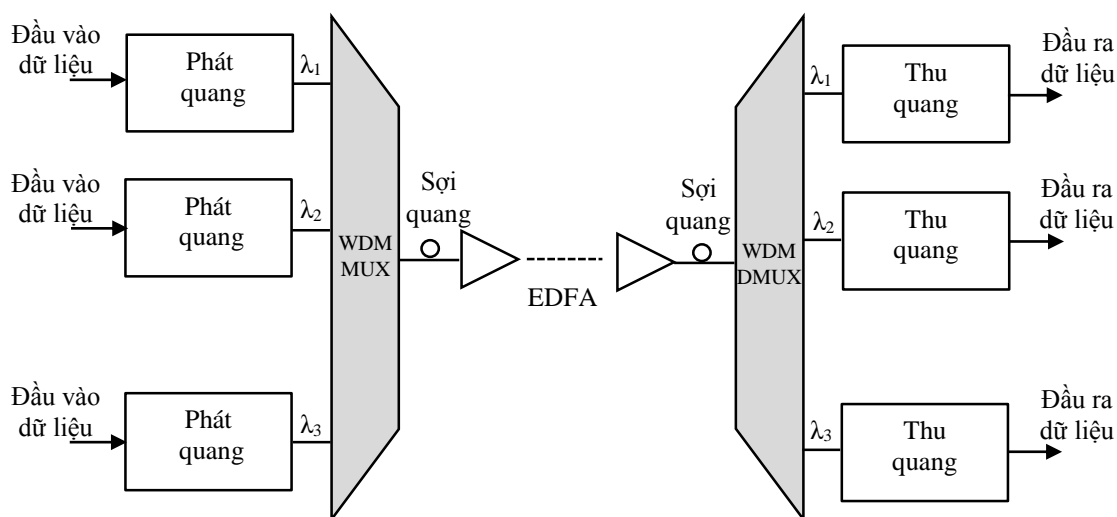 Đầu vào
dữ liệu
Phát
quang
λ1
Đầu vào
dữ liệu
Phát
quang
λ2
Đầu vào
dữ liệu
Phát
quang
λ3
WDM
MUX
Sợi
quang
EDFA
Sợi
quang
WDM
DMUX
λ1
Thu
quang
Đầu ra
dữ liệu
λ2
Thu
quang
Đầu ra
dữ liệu
λ3
Thu
quang
Đầu ra
dữ liệu